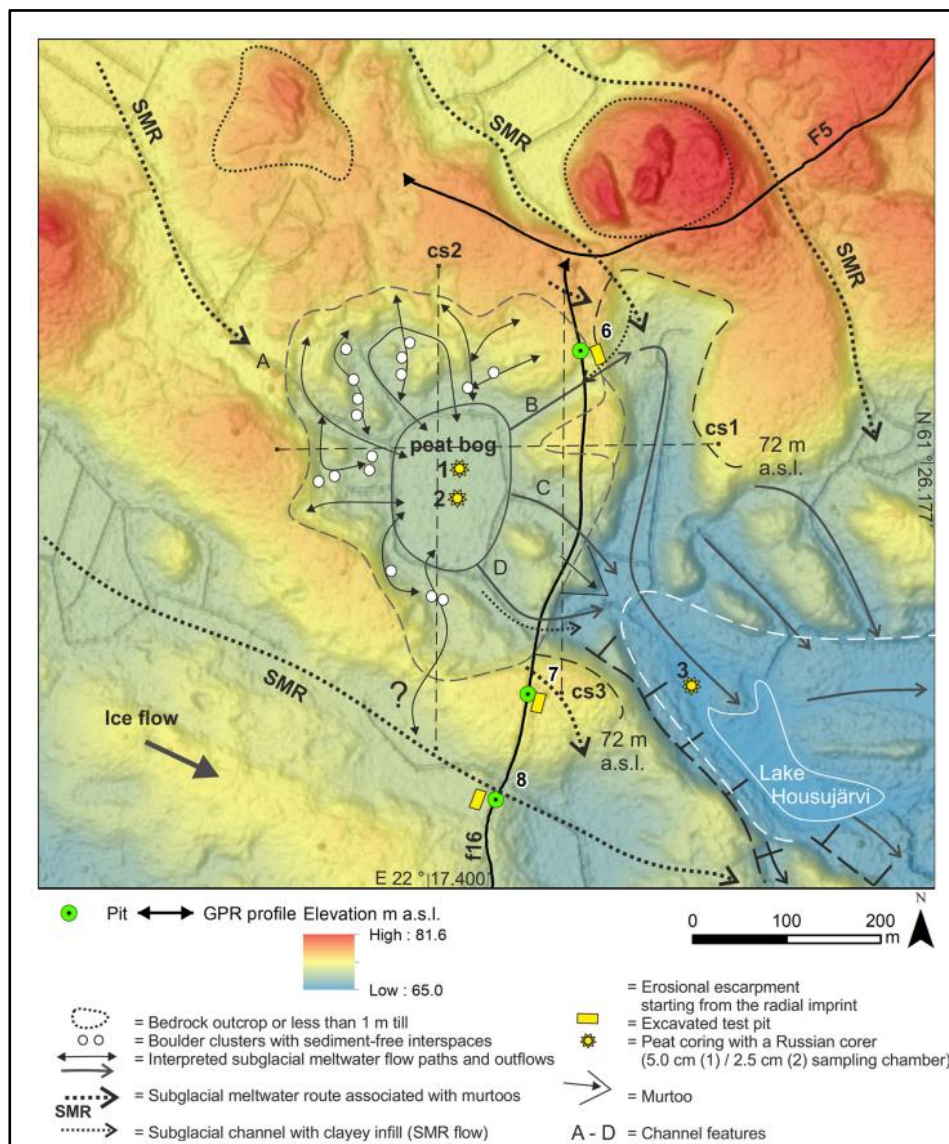 SMR
SMR
F5
cs2
SMR
6
A
B
cs1
peat bog
72 m
a.s.l.
N 61 ° 26.177'
1
2
C
D
3
7
SMR
?
cs3
Ice flow
72 m
a.s.l.
Lake
Housujärvi
8
f16
E 22 ° 17.400'
Pit
GPR profile
Elevation m a.s.l.
High : 81.6
Low : 65.0
0 100 200
m
N
= Bedrock outcrop or less than 1 m till
= Boulder clusters with sediment-free interspaces
= Interpreted subglacial meltwater flow paths and outflows
= Subglacial meltwater route associated with murtoos
SMR
= Subglacial channel with clayey infill (SMR flow)
= Erosional escarpment
starting from the radial imprint
= Excavated test pit
= Peat coring with a Russian corer
(5.0 cm (1) / 2.5 cm (2) sampling chamber)
= Murtoo
A - D = Channel features